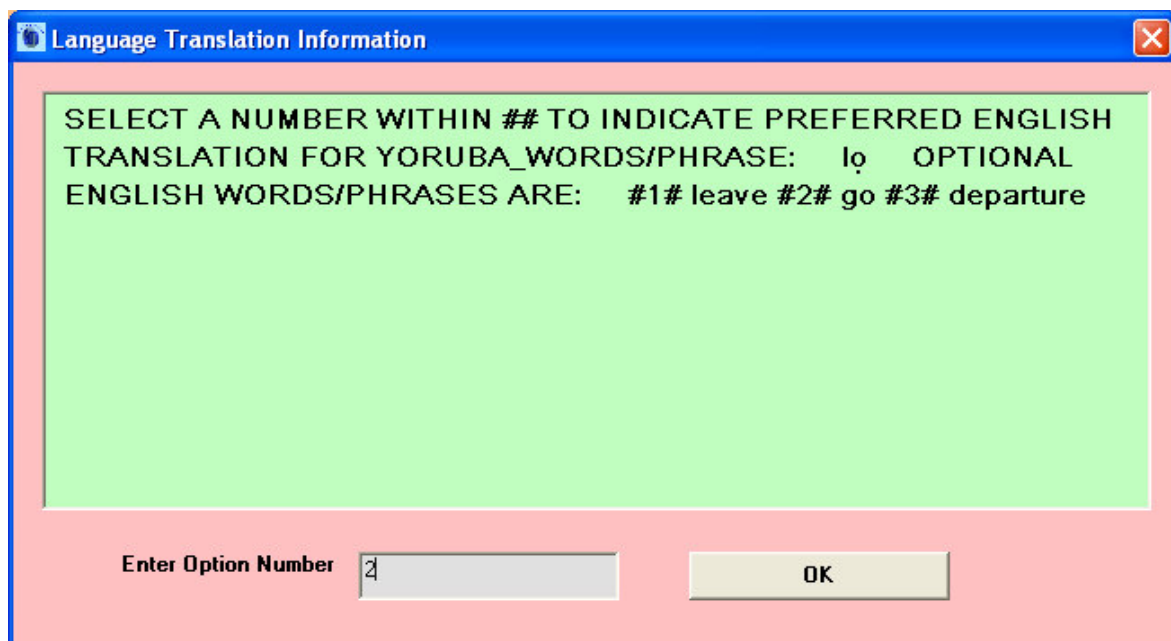 Language Translation Information
SELECT A NUMBER WITHIN ## TO INDICATE PREFERRED ENGLISH
TRANSLATION FOR YORUBA_WORDS/PHRASE: lọ OPTIONAL
ENGLISH WORDS/PHRASES ARE: #1# leave #2# go #3# departure
Enter Option Number 2 OK